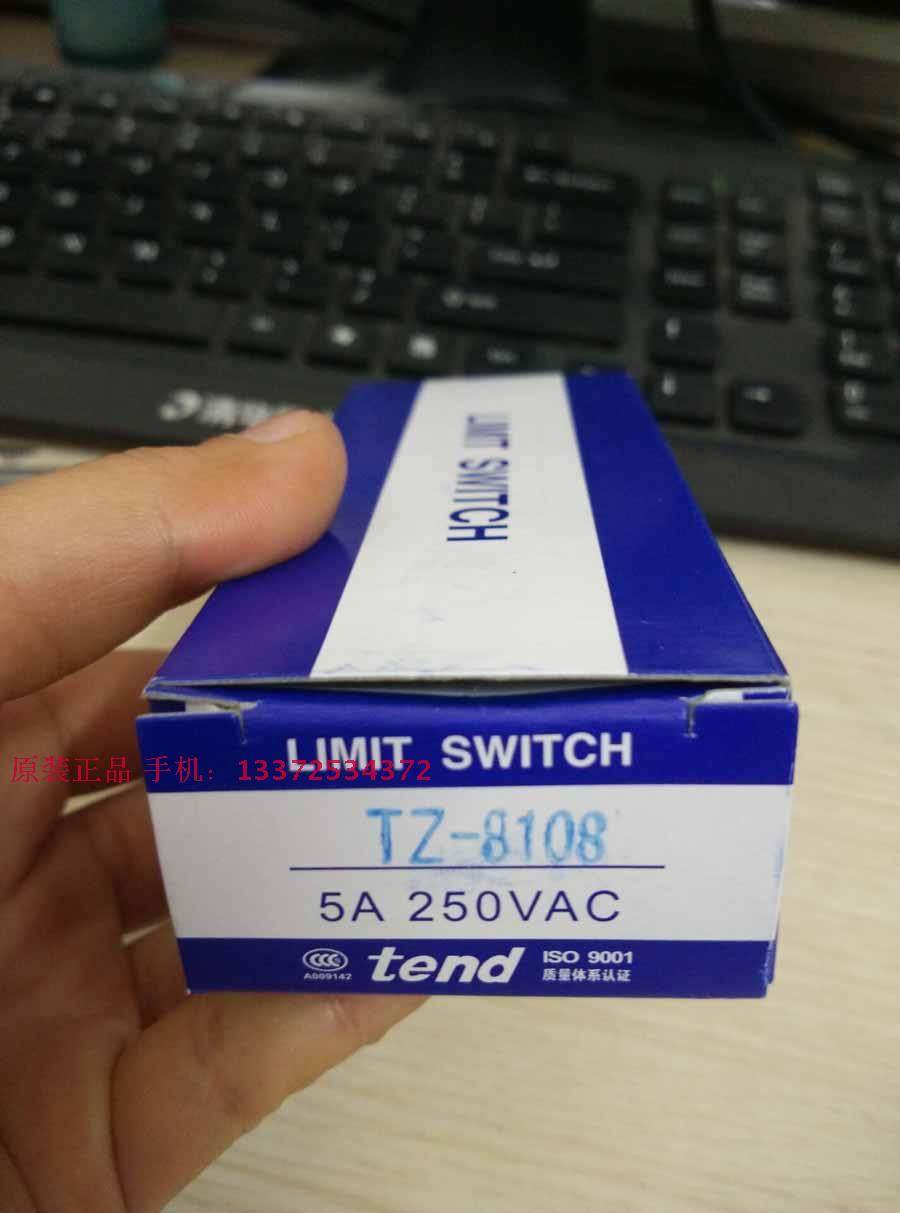 LIMIT SWITCH
LIMIT SWITCH
原装正品 手机：13372534372
TZ-8108
5A 250VAC
CCC
A009142
tend
ISO 9001
质量体系认证